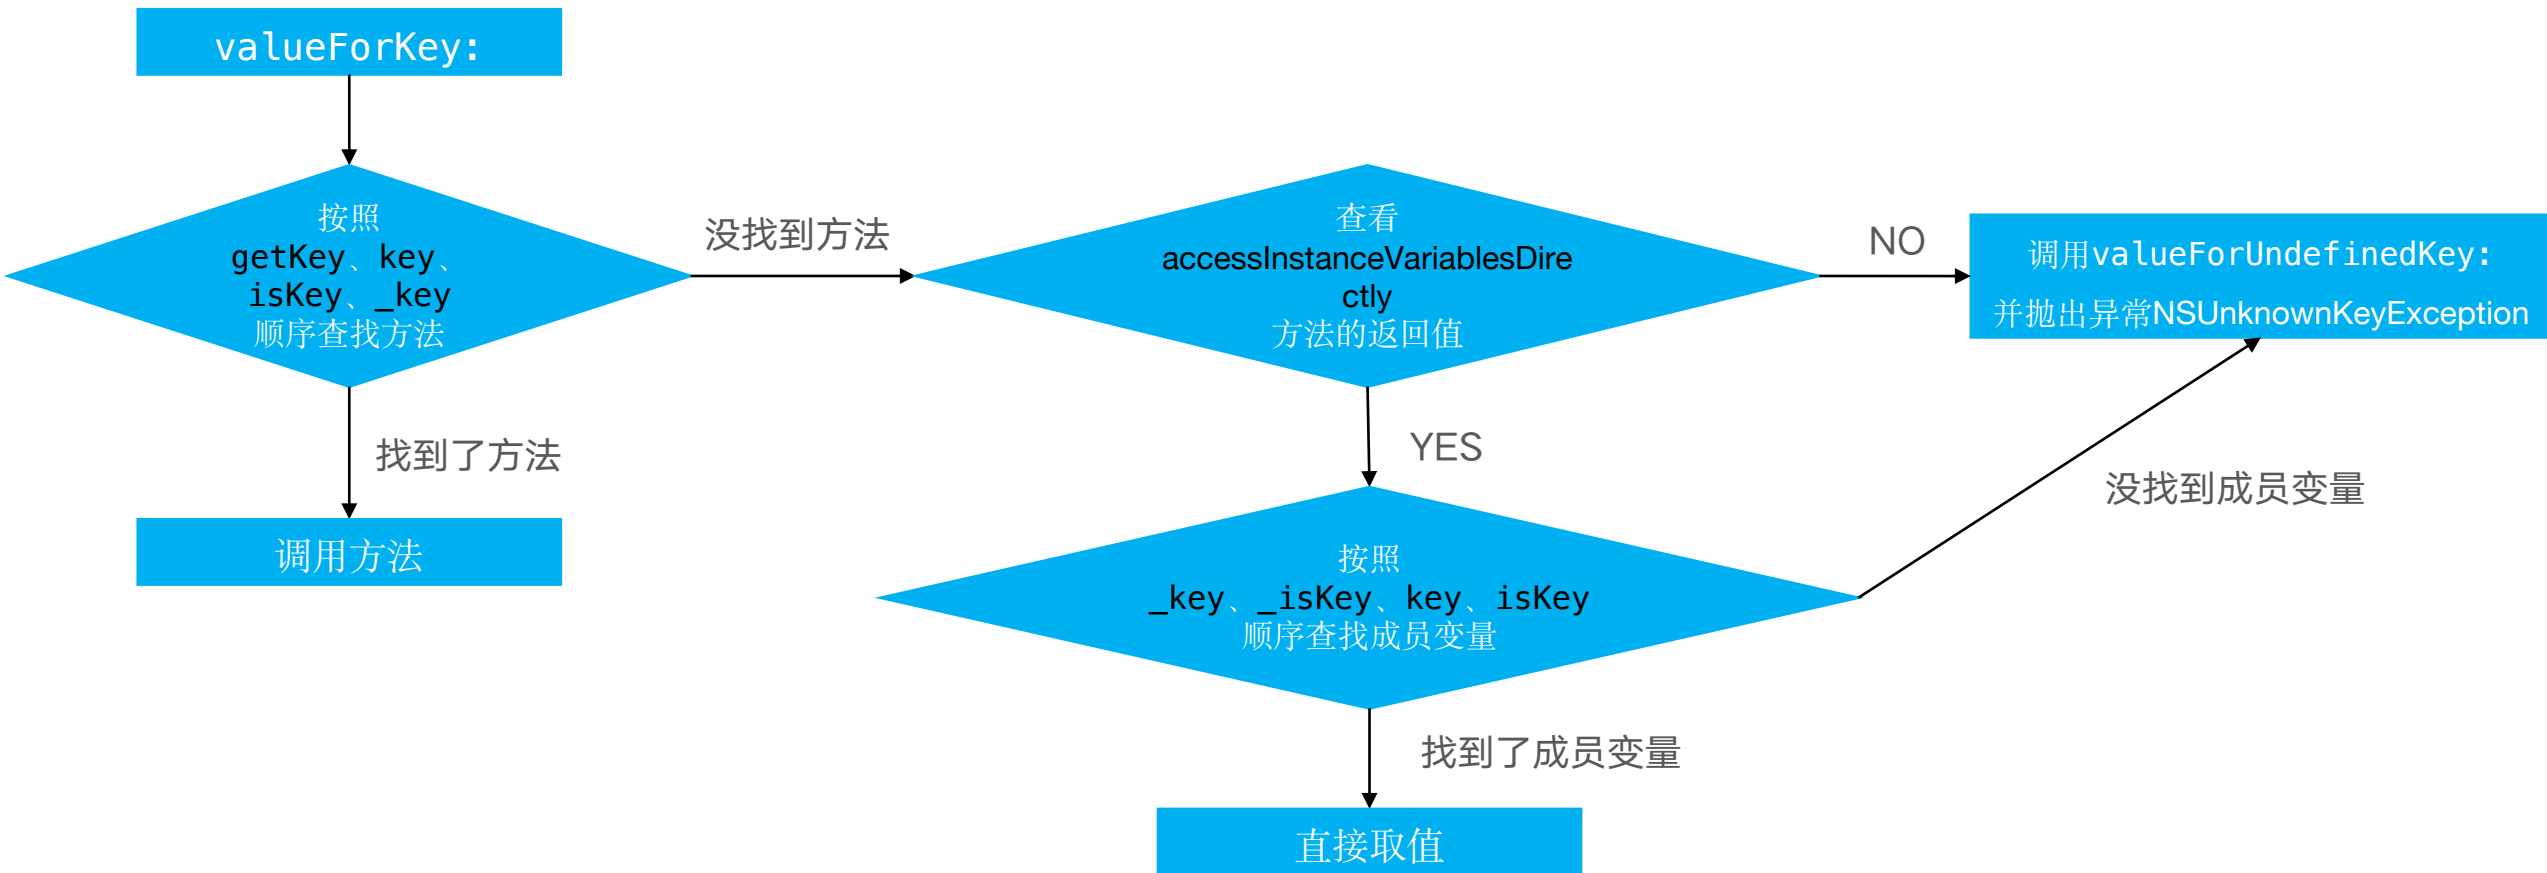 valueForKey:
按照
getKey、key、
isKey、_key
顺序查找方法
没找到方法
查看
accessInstanceVariablesDire
ctly
方法的返回值
NO
调用valueForUndefinedKey:
并抛出异常NSUnknownKeyException
找到了方法
YES
没找到成员变量
调用方法
按照
_key、_isKey、key、isKey
顺序查找成员变量
找到了成员变量
直接取值